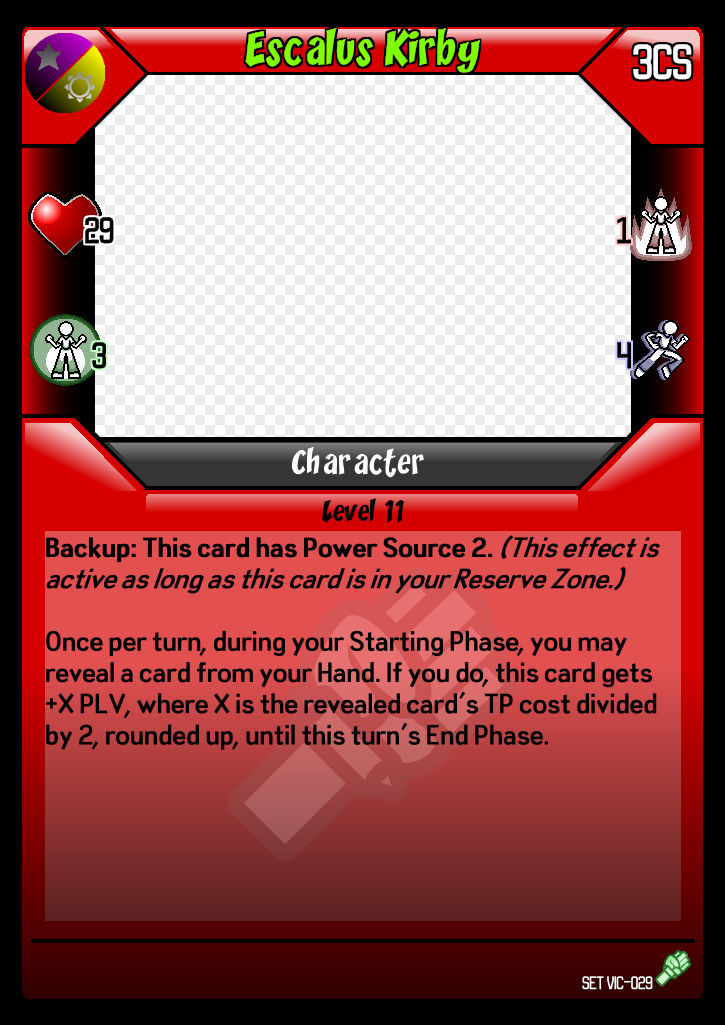 Escalus Kirby
3CS
29
1
3
4
Character
Level 11
Backup: This card has Power Source 2. (This effect is
active as long as this card is in your Reserve Zone.)
Once per turn, during your Starting Phase, you may
reveal a card from your Hand. If you do, this card gets
+X PLV, where X is the revealed card's TP cost divided
by 2, rounded up, until this turn's End Phase.
SET VIC-029